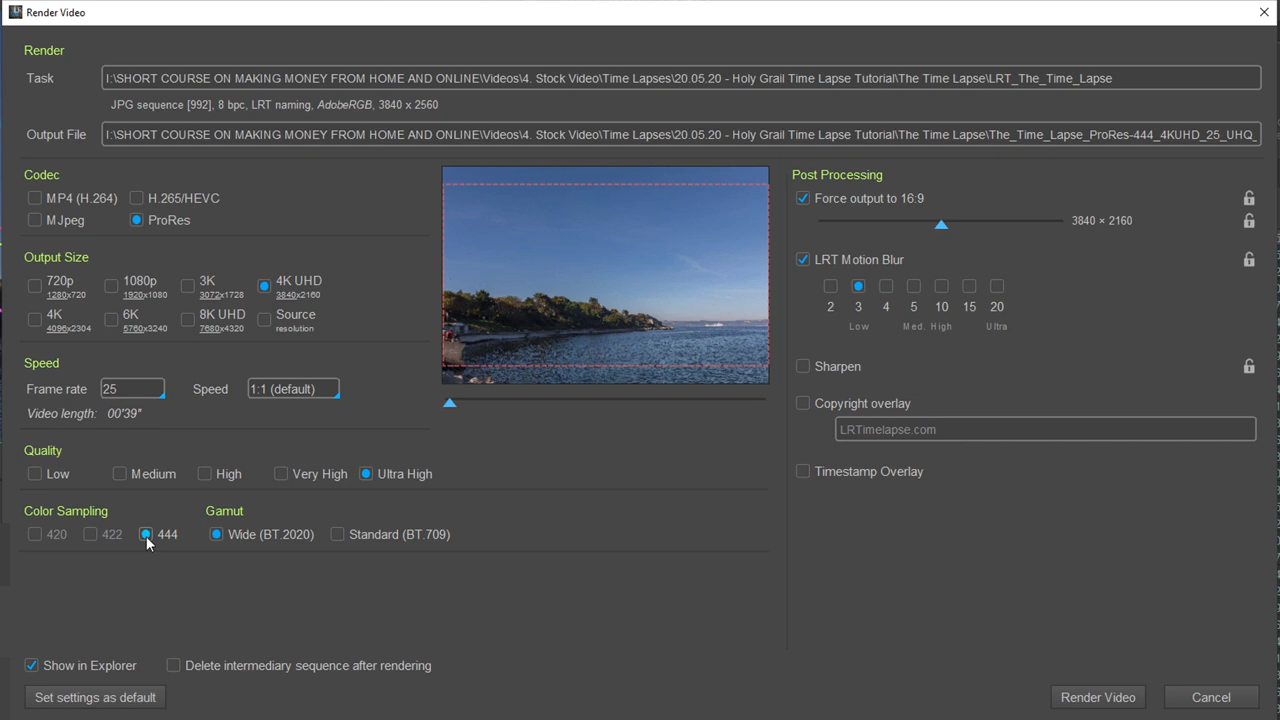 Render Video
Render
Task I:\SHORT COURSE ON MAKING MONEY FROM HOME AND ONLINE\Videos\4. Stock Video\Time Lapses\20.05.20 - Holy Grail Time Lapse Tutorial\The Time Lapse\LRT_The_Time_Lapse
JPG sequence [992], 8 bpc, LRT naming, AdobeRGB, 3840 x 2560
Output File I:\SHORT COURSE ON MAKING MONEY FROM HOME AND ONLINE\Videos\4. Stock Video\Time Lapses\20.05.20 - Holy Grail Time Lapse Tutorial\The Time Lapse\The_Time_Lapse_ProRes-444_4KUHD_25_UHQ_
Codec
MP4 (H.264) H.265/HEVC
MJpeg ProRes
Output Size
720p 1080p 3K 4K UHD
1280x720 1920x1080 3072x1728 3840x2160
4K 6K 8K UHD Source
4096x2304 5760x3240 7680x4320 resolution
Speed
Frame rate 25 Speed 1:1 (default)
Video length: 00'39"
Quality
Low Medium High Very High Ultra High
Color Sampling Gamut
420 422 444 Wide (BT.2020) Standard (BT.709)
Post Processing
Force output to 16:9
3840 × 2160
LRT Motion Blur
2 3 4 5 10 15 20
Low Med. High Ultra
Sharpen
Copyright overlay
LRTimelapse.com
Timestamp Overlay
Show in Explorer Delete intermediary sequence after rendering
Set settings as default Render Video Cancel